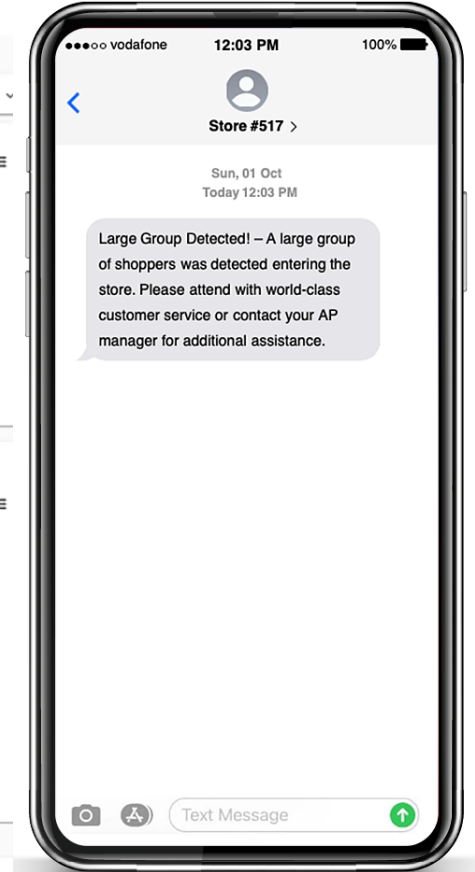 vodafone 12:03 PM 100%
Store #517 >
Sun, 01 Oct
Today 12:03 PM
Large Group Detected! – A large group
of shoppers was detected entering the
store. Please attend with world-class
customer service or contact your AP
manager for additional assistance.
Text Message